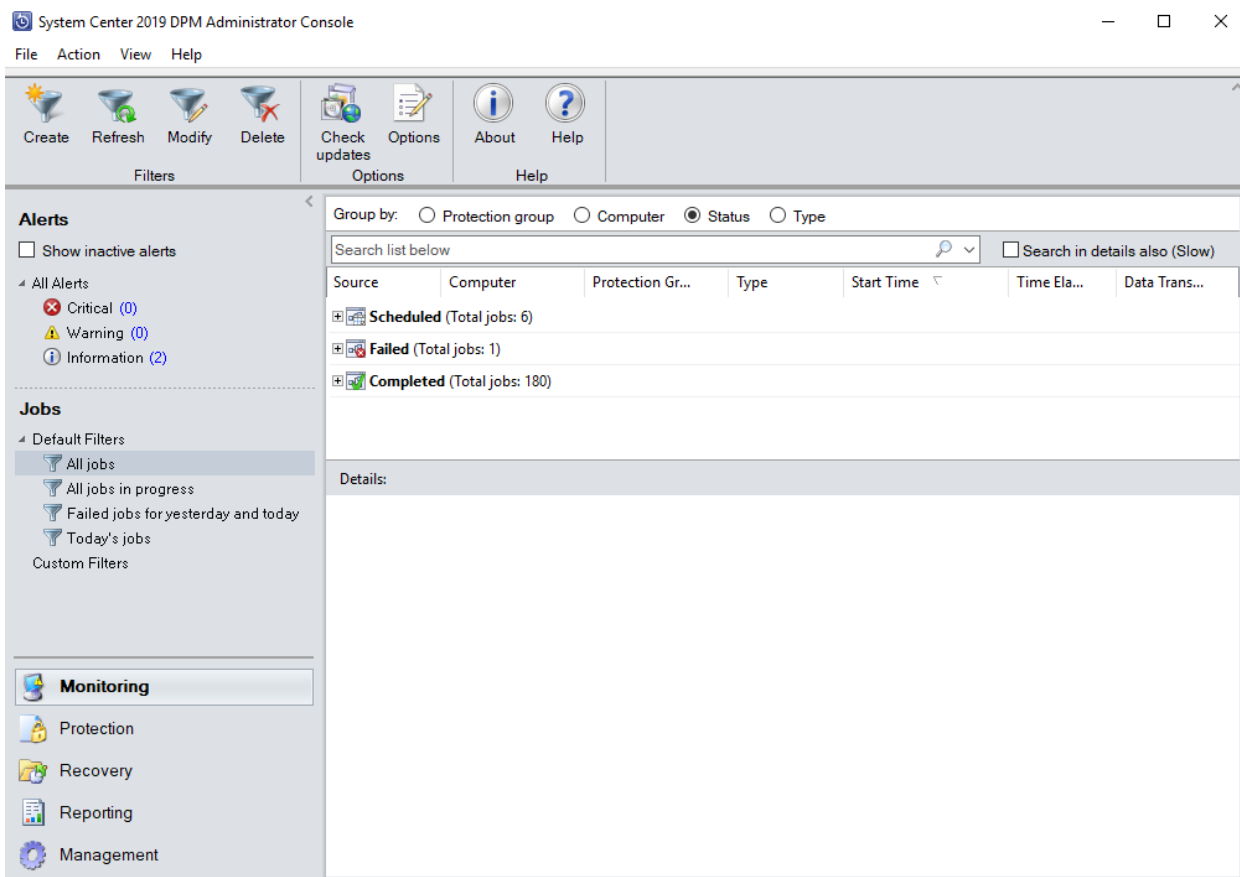 System Center 2019 DPM Administrator Console
File Action View Help
Create Refresh Modify Delete
Filters
Check updates Options
Options
About Help
Help
Alerts
Show inactive alerts
All Alerts
Critical (0)
Warning (0)
Information (2)
Jobs
Default Filters
All jobs
All jobs in progress
Failed jobs for yesterday and today
Today's jobs
Custom Filters
Monitoring
Protection
Recovery
Reporting
Management
Group by: Protection group Computer Status Type
Search list below
Search in details also (Slow)
Source Computer Protection Gr... Type Start Time Time Ela... Data Trans...
Scheduled (Total jobs: 6)
Failed (Total jobs: 1)
Completed (Total jobs: 180)
Details: